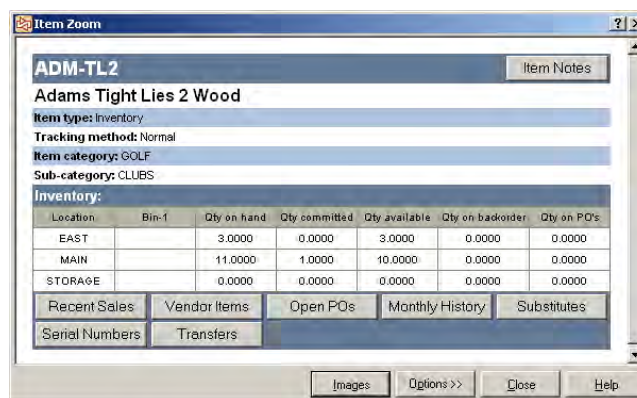 Item Zoom
ADM-TL2 Item Notes
Adams Tight Lies 2 Wood
Item type: Inventory
Tracking method: Normal
Item category: GOLF
Sub-category: CLUBS
Inventory:
Location Bin-1 Qty on hand Qty committed Qty available Qty on backorder Qty on PO's
EAST 3.0000 0.0000 3.0000 0.0000 0.0000
MAIN 11.0000 1.0000 10.0000 0.0000 0.0000
STORAGE 0.0000 0.0000 0.0000 0.0000 0.0000
Recent Sales Vendor Items Open POs Monthly History Substitutes
Serial Numbers Transfers
Images Options >> Close Help